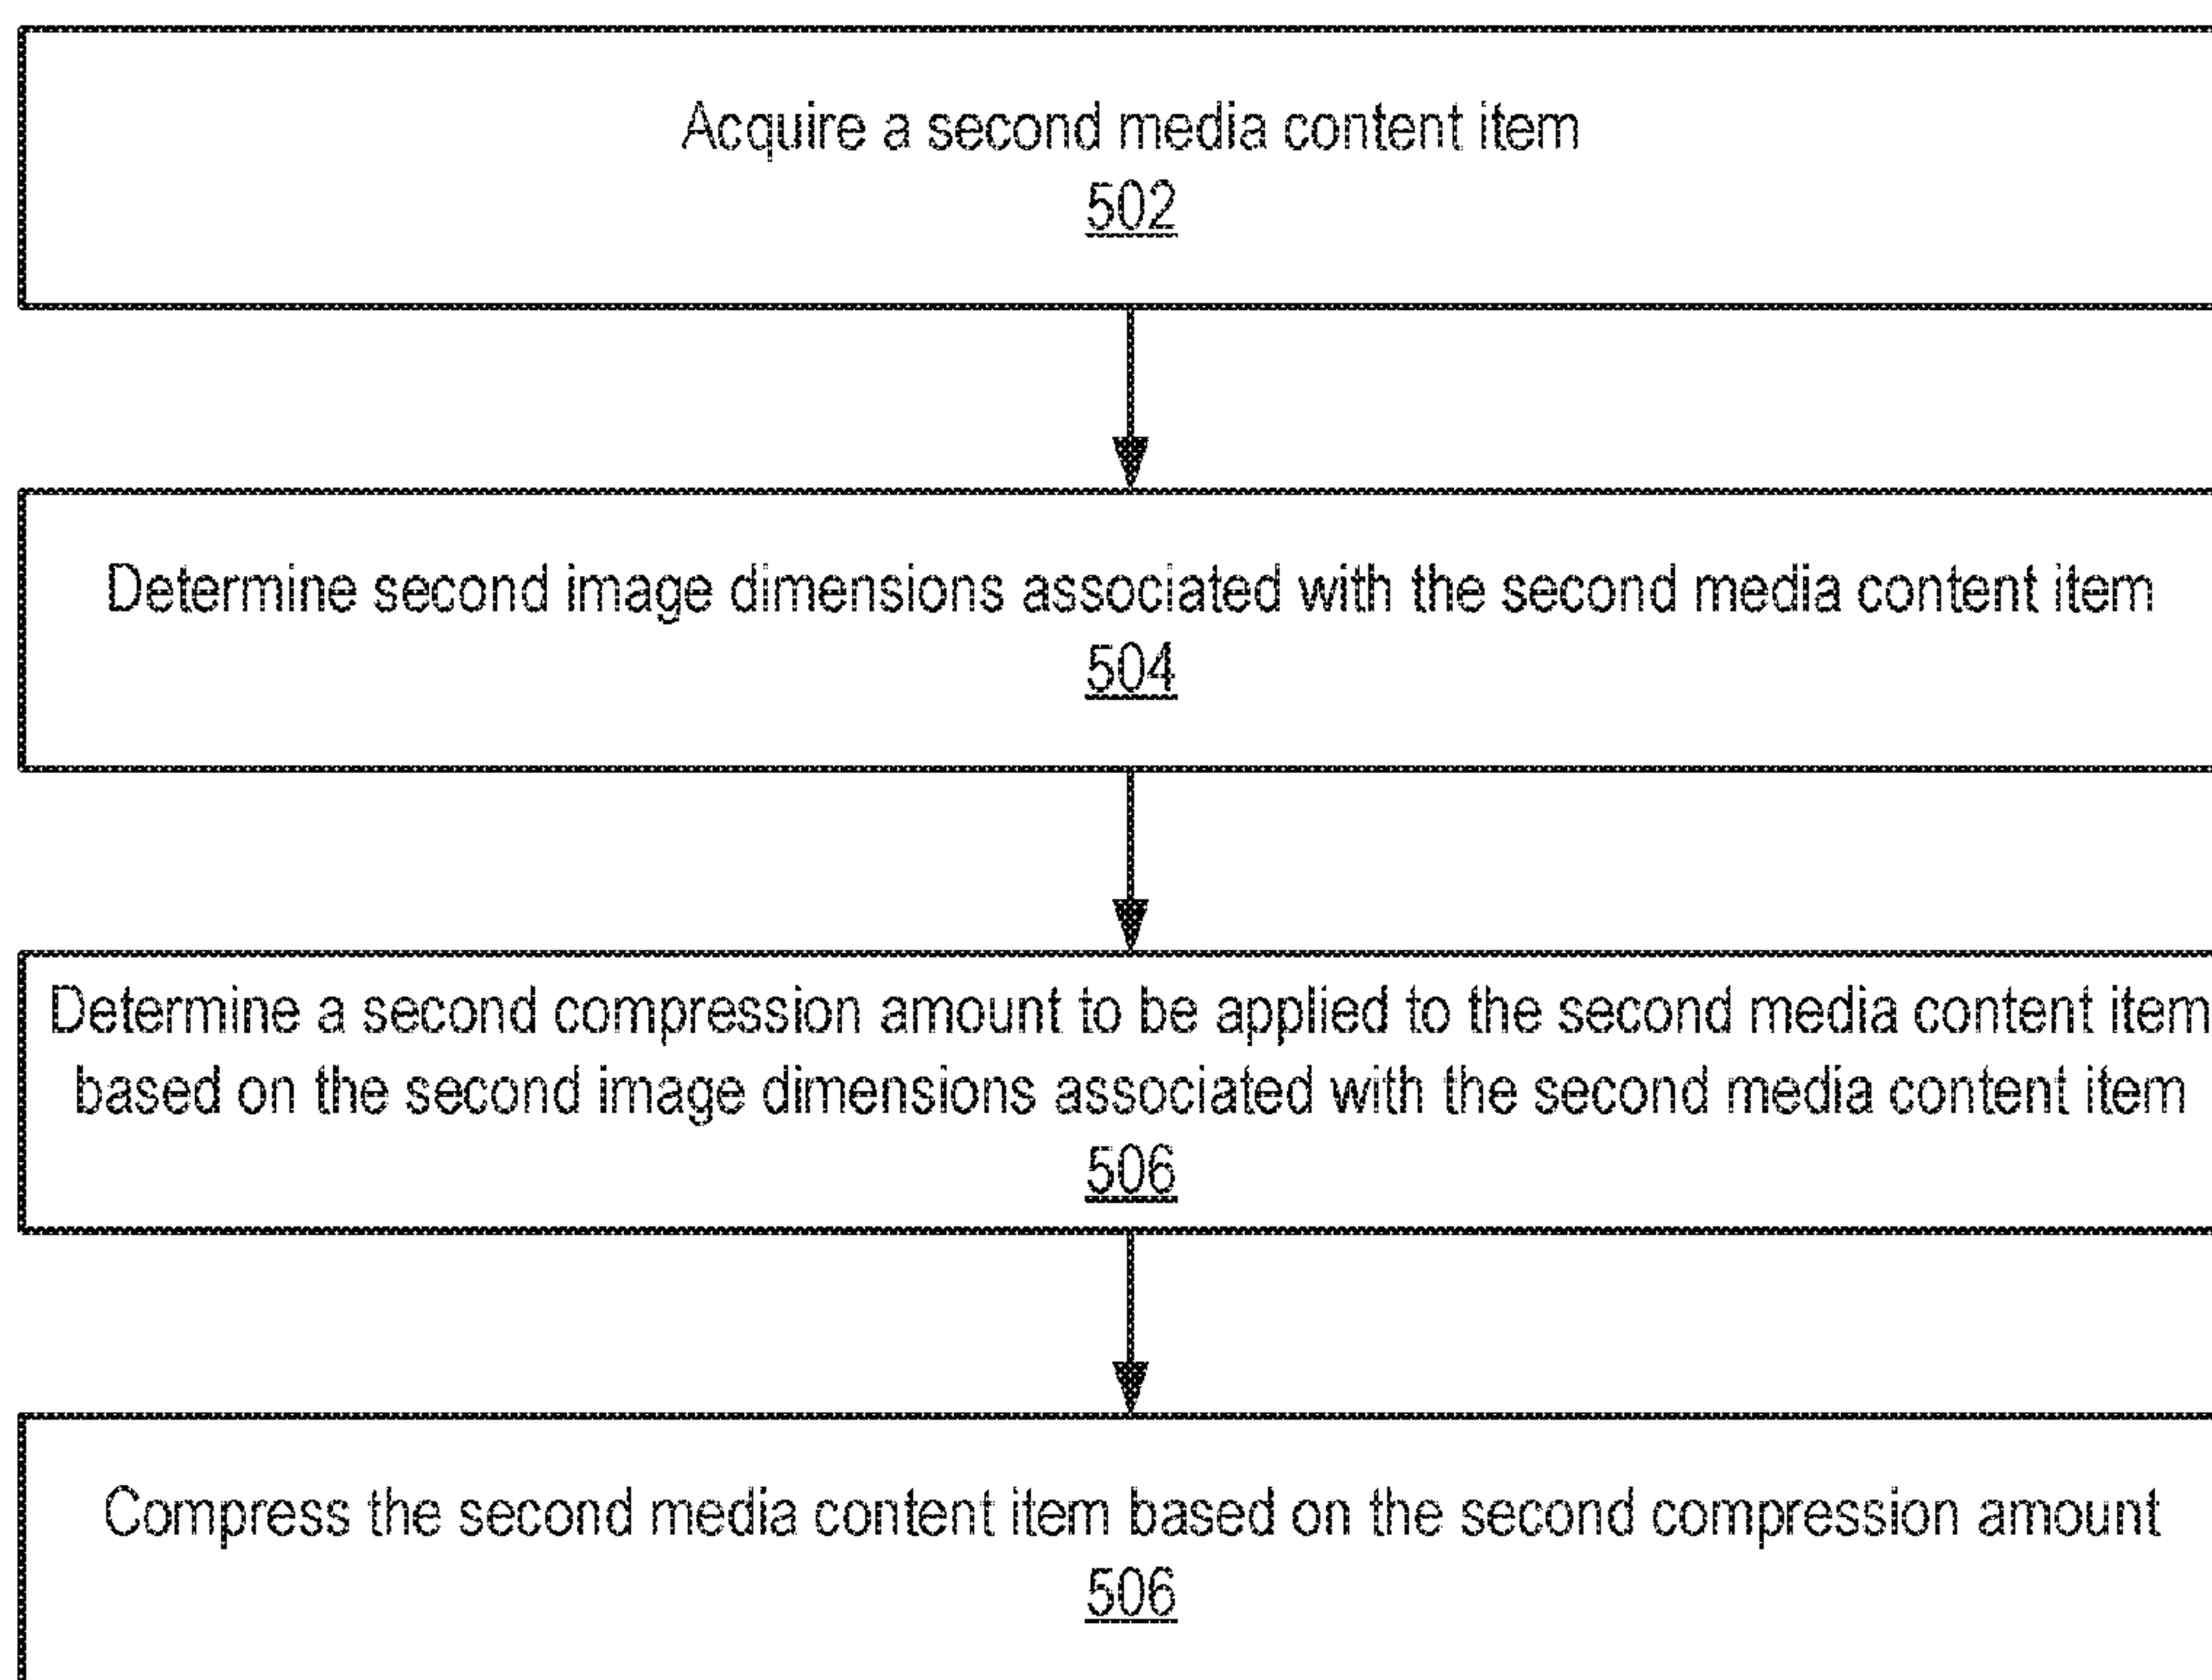 Acquire a second media content item
502
Determine second image dimensions associated with the second media content item
504
Determine a second compression amount to be applied to the second media content item
based on the second image dimensions associated with the second media content item
506
Compress the second media content item based on the second compression amount
506